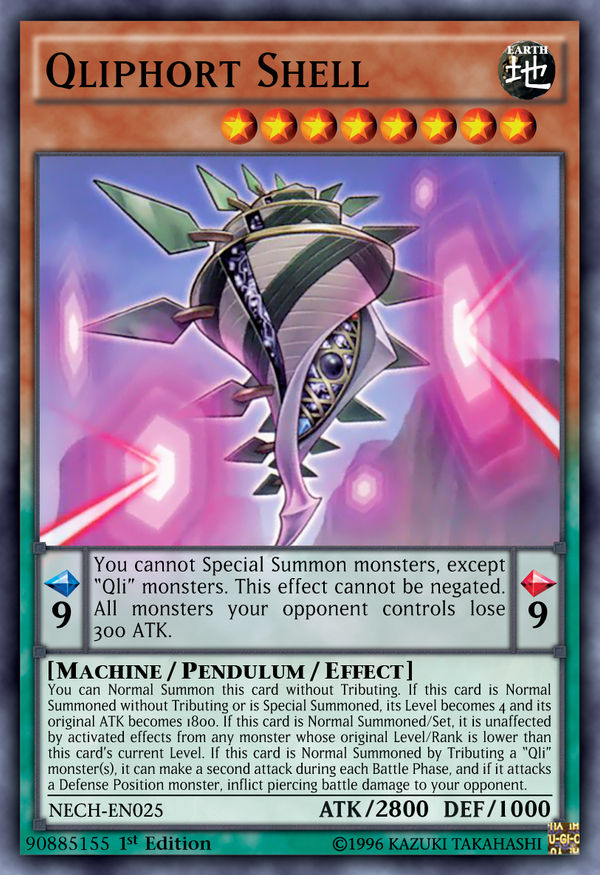 Qliphort Shell
EARTH
地
You cannot Special Summon monsters, except
"Qli" monsters. This effect cannot be negated.
All monsters your opponent controls lose
300 ATK.
9
9
[Machine / Pendulum / Effect]
You can Normal Summon this card without Tributing. If this card is Normal
Summoned without Tributing or is Special Summoned, its Level becomes 4 and its
original ATK becomes 1800. If this card is Normal Summoned/Set, it is unaffected
by activated effects from any monster whose original Level/Rank is lower than
this card's current Level. If this card is Normal Summoned by Tributing a "Qli"
monster(s), it can make a second attack during each Battle Phase, and if it attacks
a Defense Position monster, inflict piercing battle damage to your opponent.
NECH-EN025 ATK/2800 DEF/1000
90885155 1st Edition ©1996 KAZUKI TAKAHASHI